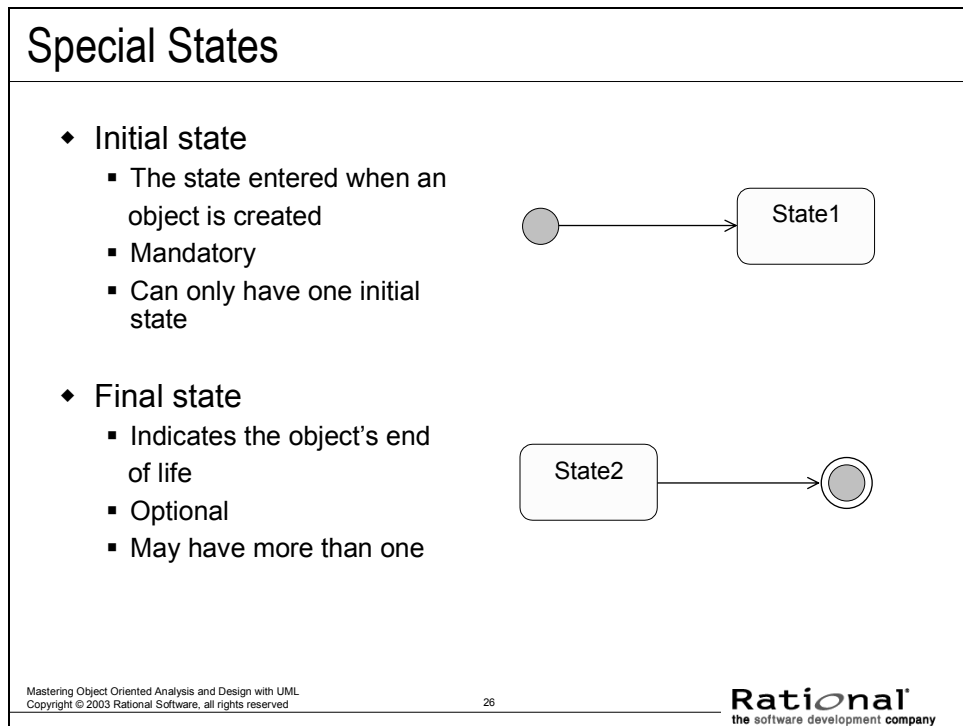 Special States
◆ Initial state
▪ The state entered when an
object is created
▪ Mandatory
▪ Can only have one initial
state
State1
◆ Final state
▪ Indicates the object’s end
of life
▪ Optional
▪ May have more than one
State2
Mastering Object Oriented Analysis and Design with UML
Copyright © 2003 Rational Software, all rights reserved
26
Rational
the software development company